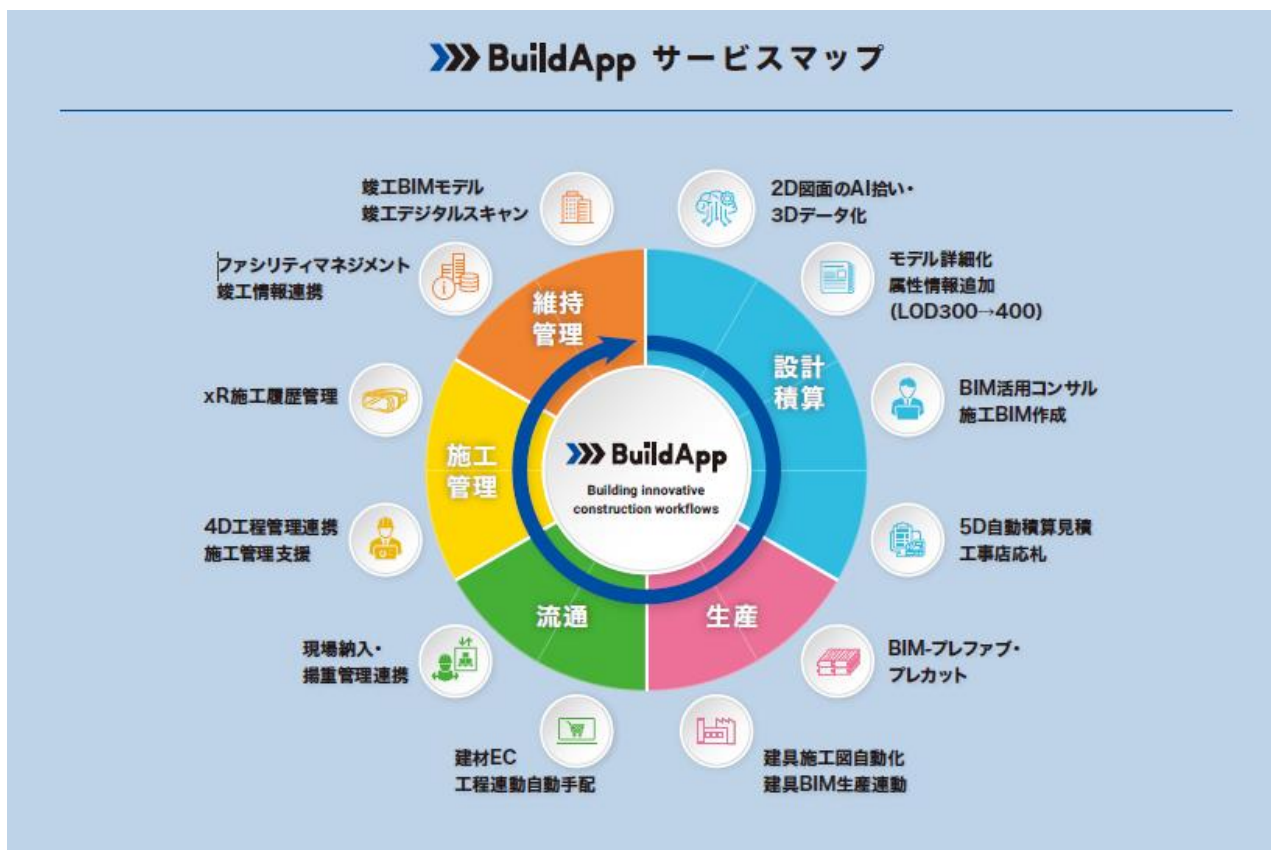 BuildApp サービスマップ
2D図面のAI拾い・
3Dデータ化
モデル詳細化
属性情報追加
(LOD300→400)
BIM活用コンサル
施工BIM作成
5D自動積算見積
工事店応札
BIM-プレファブ・
プレカット
建具施工図自動化
建具BIM生産連動
建材EC
工程連動自動手配
現場納入・
揚重管理連携
4D工程管理連携
施工管理支援
xR施工履歴管理
ファシリティマネジメント
竣工情報連携
竣工BIMモデル
竣工デジタルスキャン
設計
積算
生産
流通
施工
管理
維持
管理
BuildApp
Building innovative
construction workflows